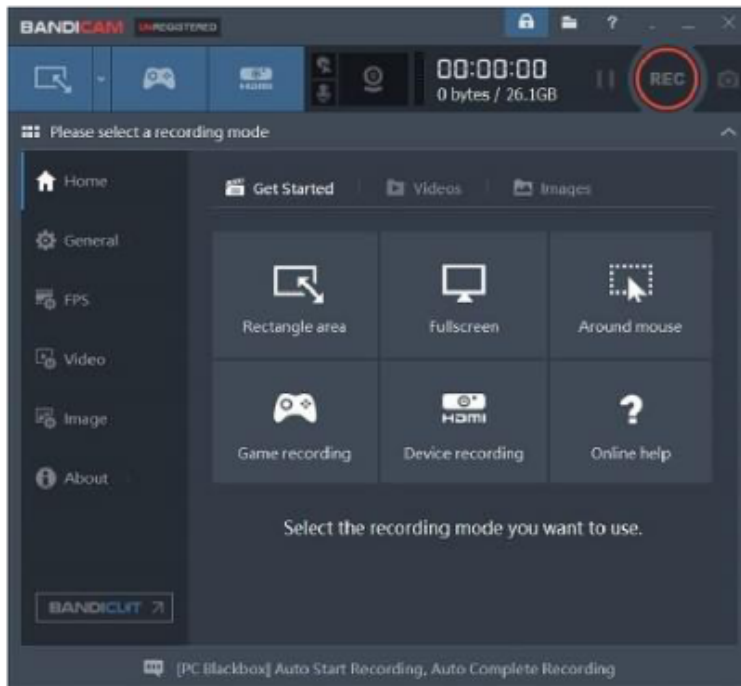 BANDICAM UNREGISTERED
?
00:00:00
0 bytes / 26.1GB
REC
HDMI
Please select a recording mode
Home
General
FPS
Video
Image
About
Get Started
Videos
Images
Rectangle area
Fullscreen
Around mouse
HDMI
Game recording
Device recording
?
Online help
Select the recording mode you want to use.
BANDICUT
[PC Blackbox] Auto Start Recording, Auto Complete Recording